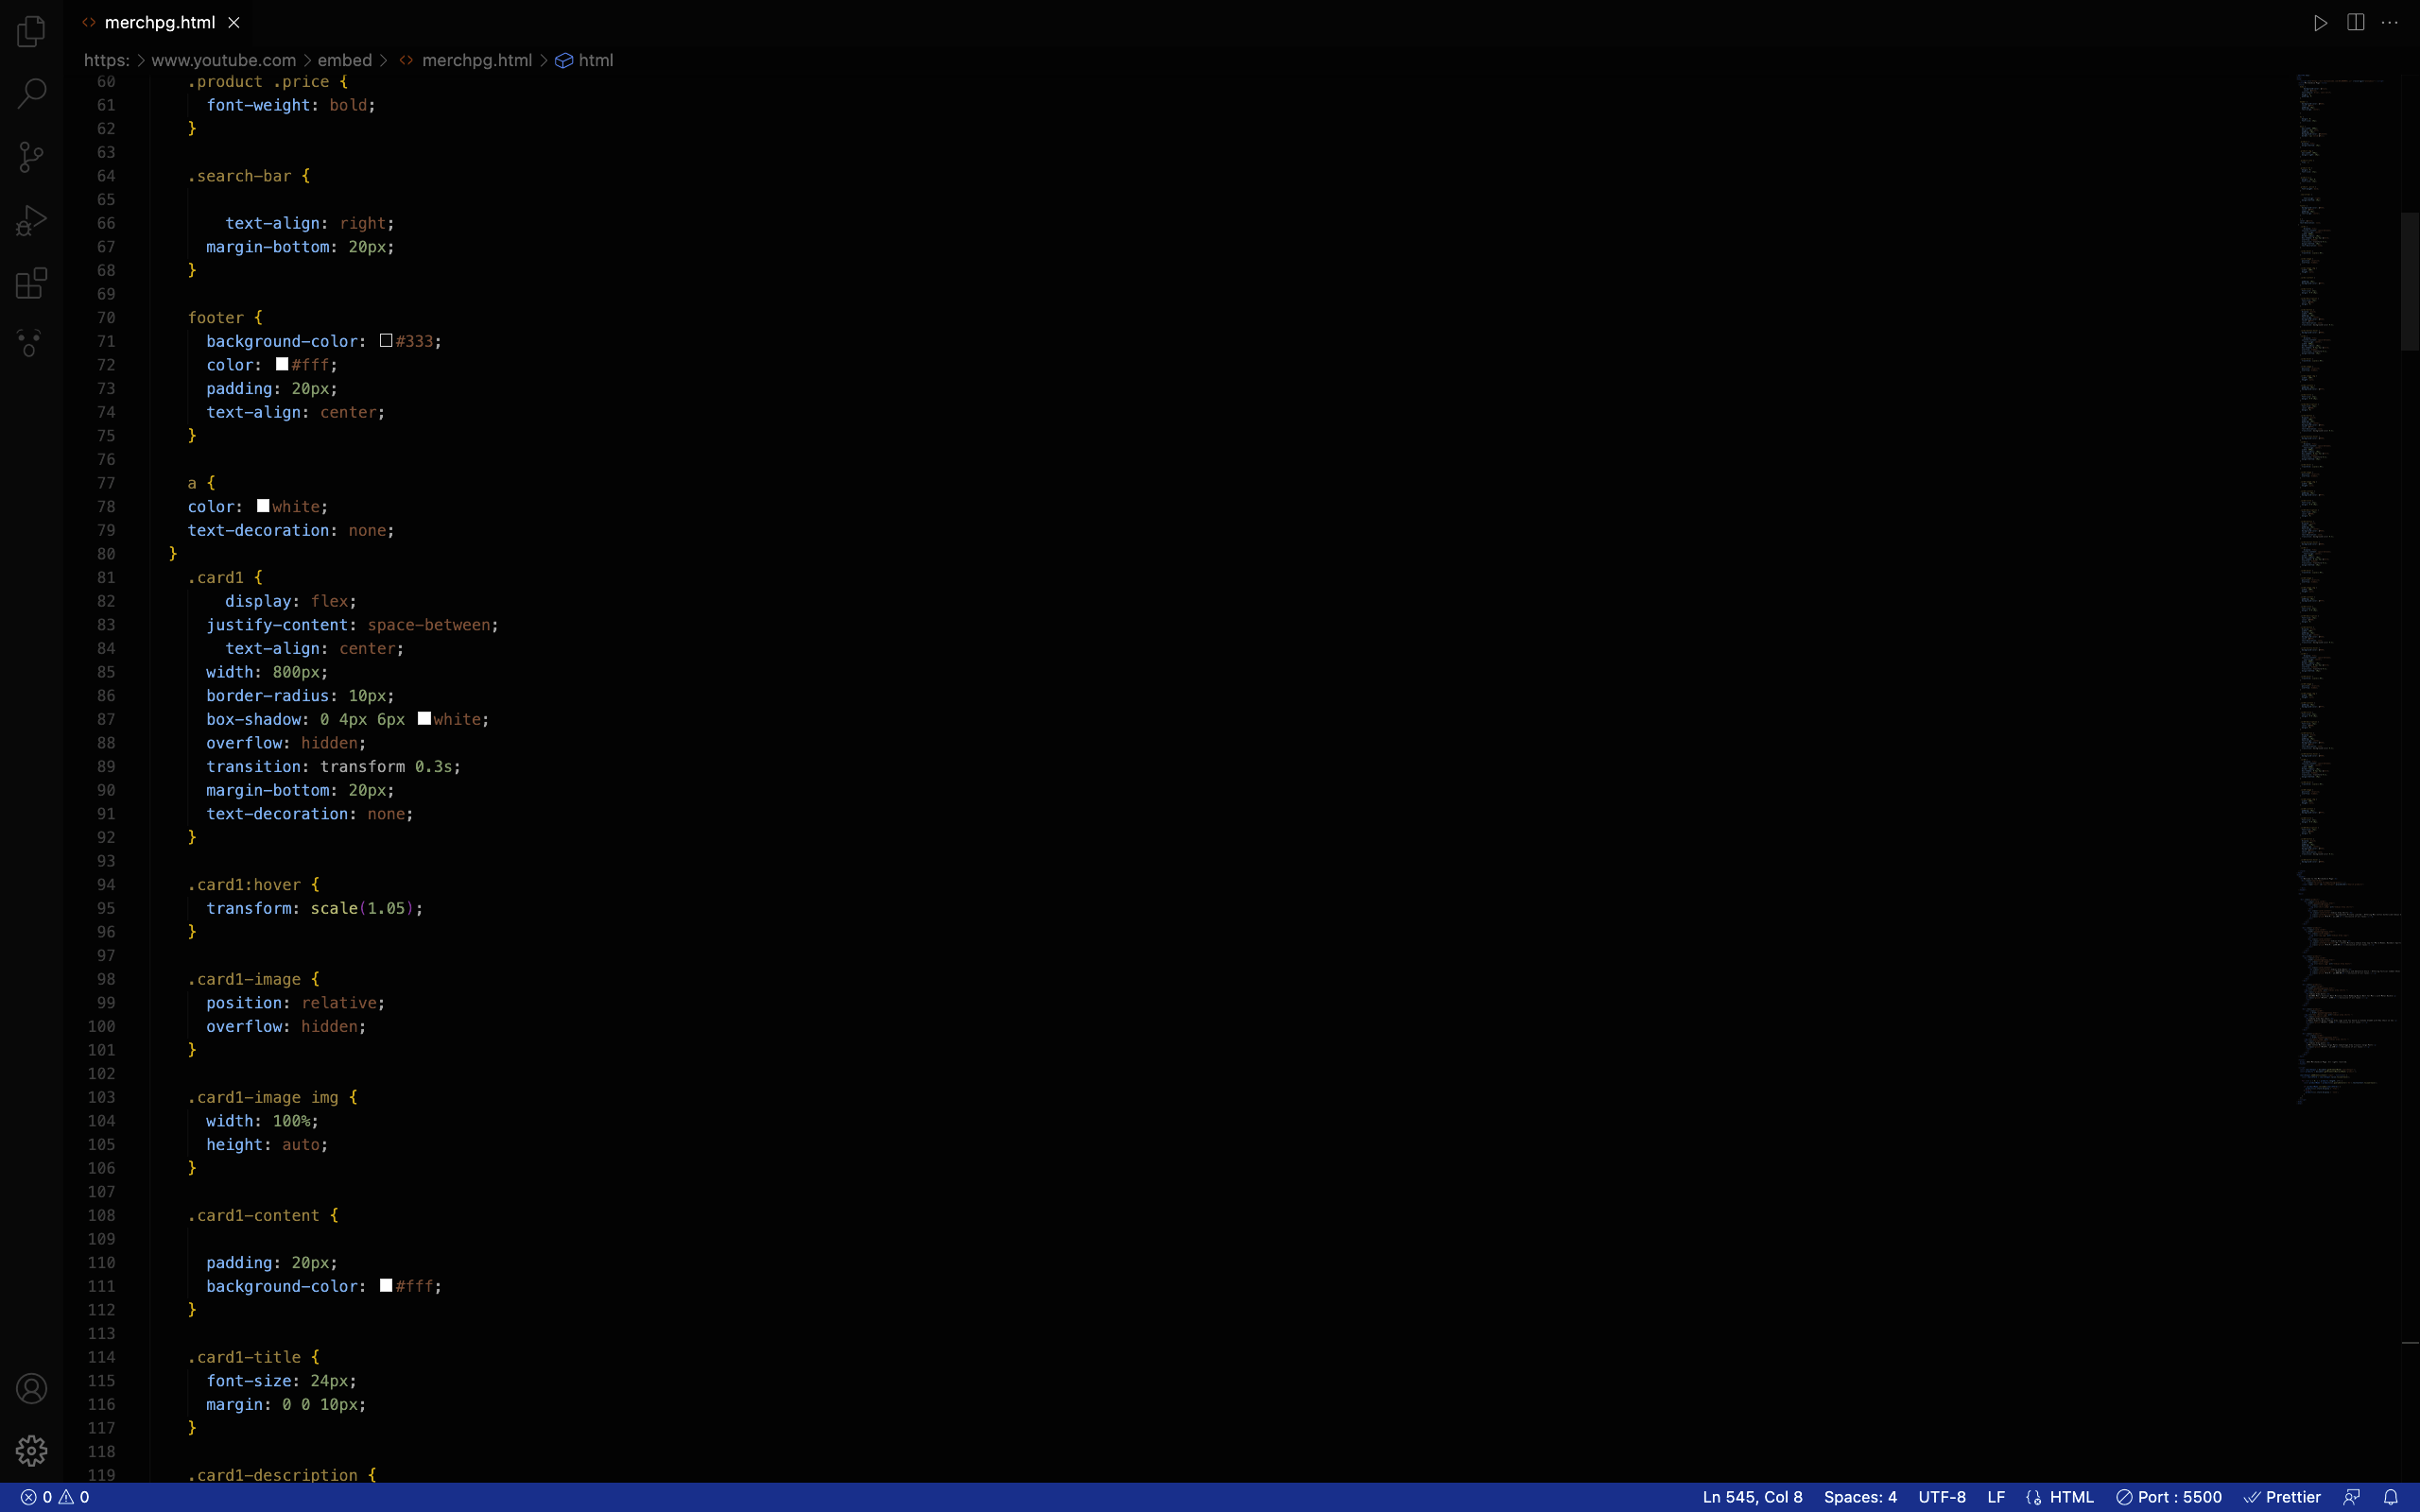 merchpg.html
https: > www.youtube.com > embed > <> merchpg.html > html
60 .product .price {
61 font-weight: bold;
62 }
63
64 .search-bar {
65
66 text-align: right;
67 margin-bottom: 20px;
68 }
69
70 footer {
71 background-color: #333;
72 color: #fff;
73 padding: 20px;
74 text-align: center;
75 }
76
77 a {
78 color: white;
79 text-decoration: none;
80 }
81 .card1 {
82 display: flex;
83 justify-content: space-between;
84 text-align: center;
85 width: 800px;
86 border-radius: 10px;
87 box-shadow: 0 4px 6px white;
88 overflow: hidden;
89 transition: transform 0.3s;
90 margin-bottom: 20px;
91 text-decoration: none;
92 }
93
94 .card1:hover {
95 transform: scale(1.05);
96 }
97
98 .card1-image {
99 position: relative;
100 overflow: hidden;
101 }
102
103 .card1-image img {
104 width: 100%;
105 height: auto;
106 }
107
108 .card1-content {
109
110 padding: 20px;
111 background-color: #fff;
112 }
113
114 .card1-title {
115 font-size: 24px;
116 margin: 0 0 10px;
117 }
118
119 .card1-description {
0 0 Ln 545, Col 8 Spaces: 4 UTF-8 LF HTML Port : 5500 Prettier